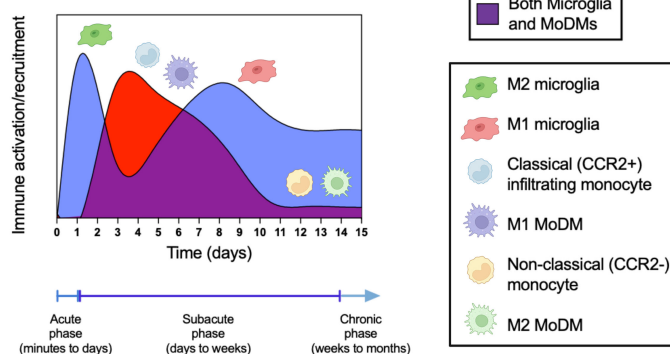 Immune activation/recruitment
0 1 2 3 4 5 6 7 8 9 10 11 12 13 14 15
Time (days)
Acute
phase
(minutes to days)
Subacute
phase
(days to weeks)
Chronic
phase
(weeks to months)
Both Microglia
and MoDMs
M2 microglia
M1 microglia
Classical (CCR2+)
infiltrating monocyte
M1 MoDM
Non-classical (CCR2-)
monocyte
M2 MoDM